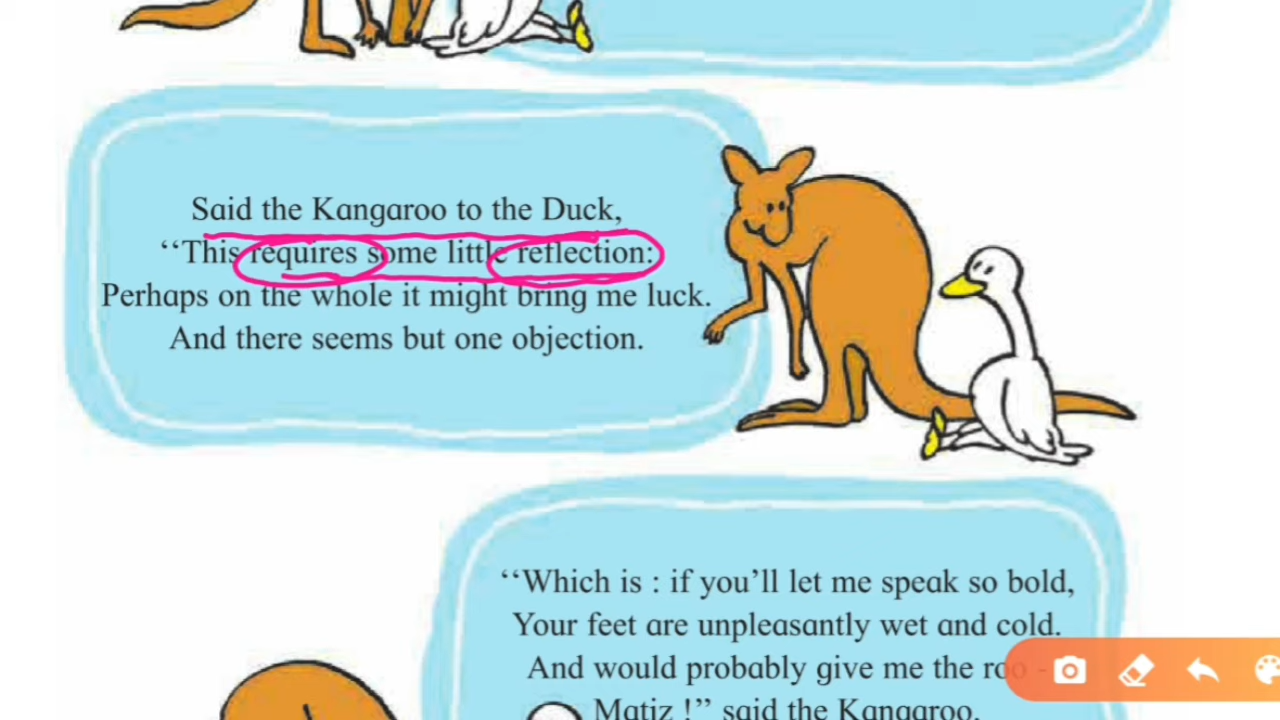 Said the Kangaroo to the Duck,
‘‘This requires some little reflection:
Perhaps on the whole it might bring me luck.
And there seems but one objection.
‘‘Which is : if you’ll let me speak so bold,
Your feet are unpleasantly wet and cold.
And would probably give me the roo -
Matiz !’’ said the Kangaroo.